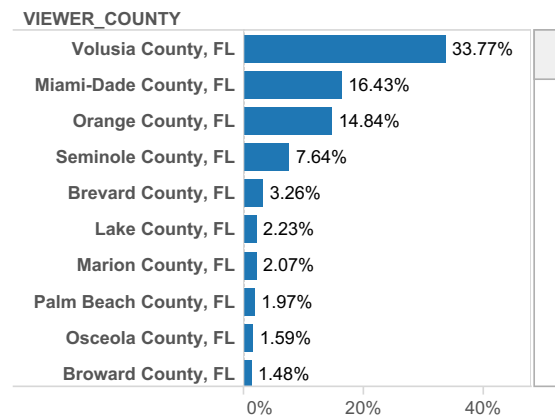 VIEWER_COUNTY
Volusia County, FL 33.77%
Miami-Dade County, FL 16.43%
Orange County, FL 14.84%
Seminole County, FL 7.64%
Brevard County, FL 3.26%
Lake County, FL 2.23%
Marion County, FL 2.07%
Palm Beach County, FL 1.97%
Osceola County, FL 1.59%
Broward County, FL 1.48%
0% 20% 40%